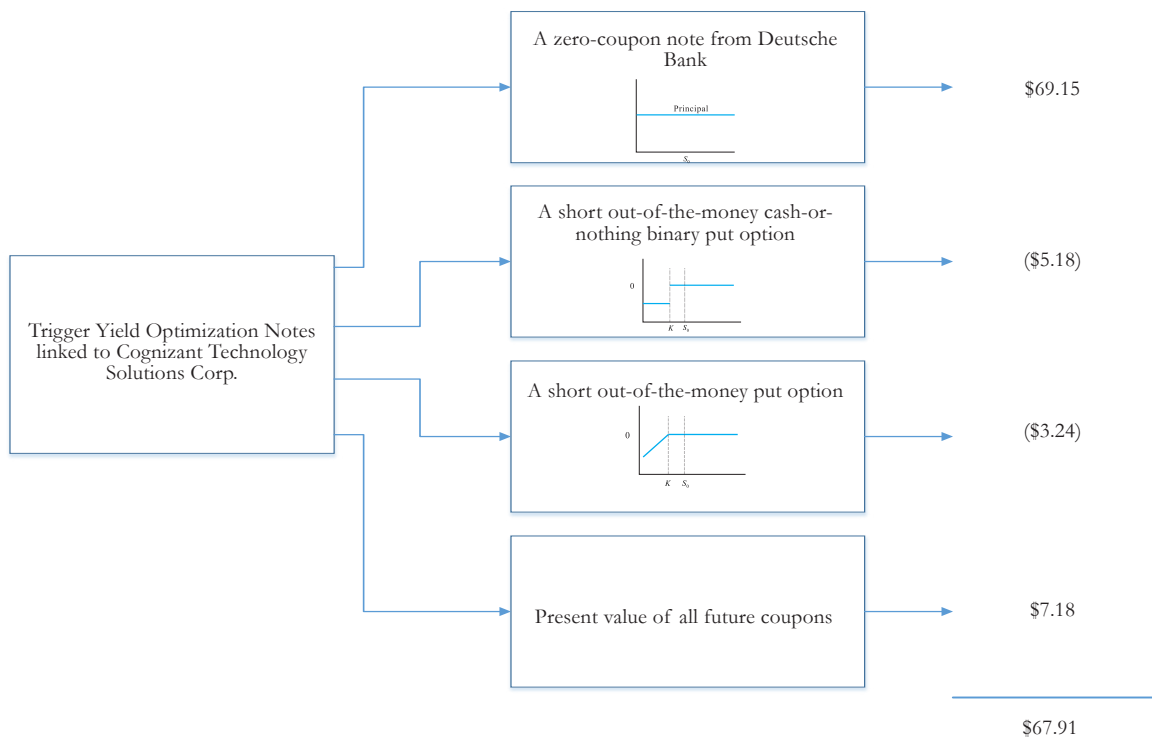 A zero-coupon note from Deutsche
Bank
Principal
S₀
$69.15
A short out-of-the-money cash-or-
nothing binary put option
0
K S₀
($5.18)
Trigger Yield Optimization Notes
linked to Cognizant Technology
Solutions Corp.
A short out-of-the-money put option
0
K S₀
($3.24)
Present value of all future coupons
$7.18
$67.91